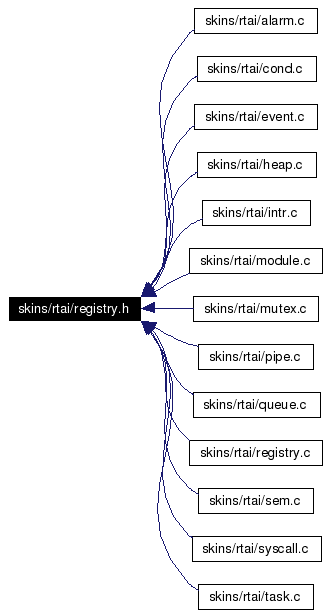 skins/rtai/alarm.c
skins/rtai/cond.c
skins/rtai/event.c
skins/rtai/heap.c
skins/rtai/intr.c
skins/rtai/module.c
skins/rtai/registry.h
skins/rtai/mutex.c
skins/rtai/pipe.c
skins/rtai/queue.c
skins/rtai/registry.c
skins/rtai/sem.c
skins/rtai/syscall.c
skins/rtai/task.c